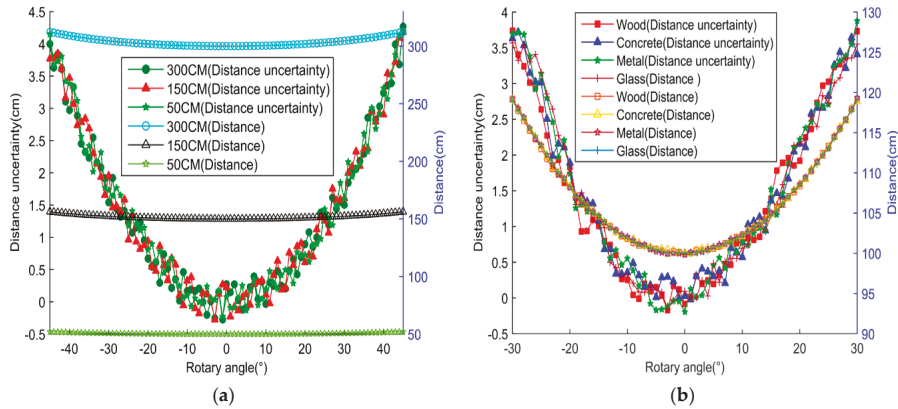 4.5
4
3.5
3
2.5
2
1.5
1
0.5
0
-0.5
Distance uncertainty(cm)
300CM(Distance uncertainty)
150CM(Distance uncertainty)
50CM(Distance uncertainty)
300CM(Distance)
150CM(Distance)
50CM(Distance)
300
250
200
150
100
50
Distance(cm)
-40 -30 -20 -10 0 10 20 30 40
Rotary angle(°)
(a)
4
3.5
3
2.5
2
1.5
1
0.5
0
-0.5
Distance uncertainty(cm)
Wood(Distance uncertainty)
Concrete(Distance uncertainty)
Metal(Distance uncertainty)
Glass(Distance )
Wood(Distance)
Concrete(Distance)
Metal(Distance)
Glass(Distance)
130
125
120
115
110
105
100
95
90
Distance(cm)
-30 -20 -10 0 10 20 30
Rotary angle(°)
(b)